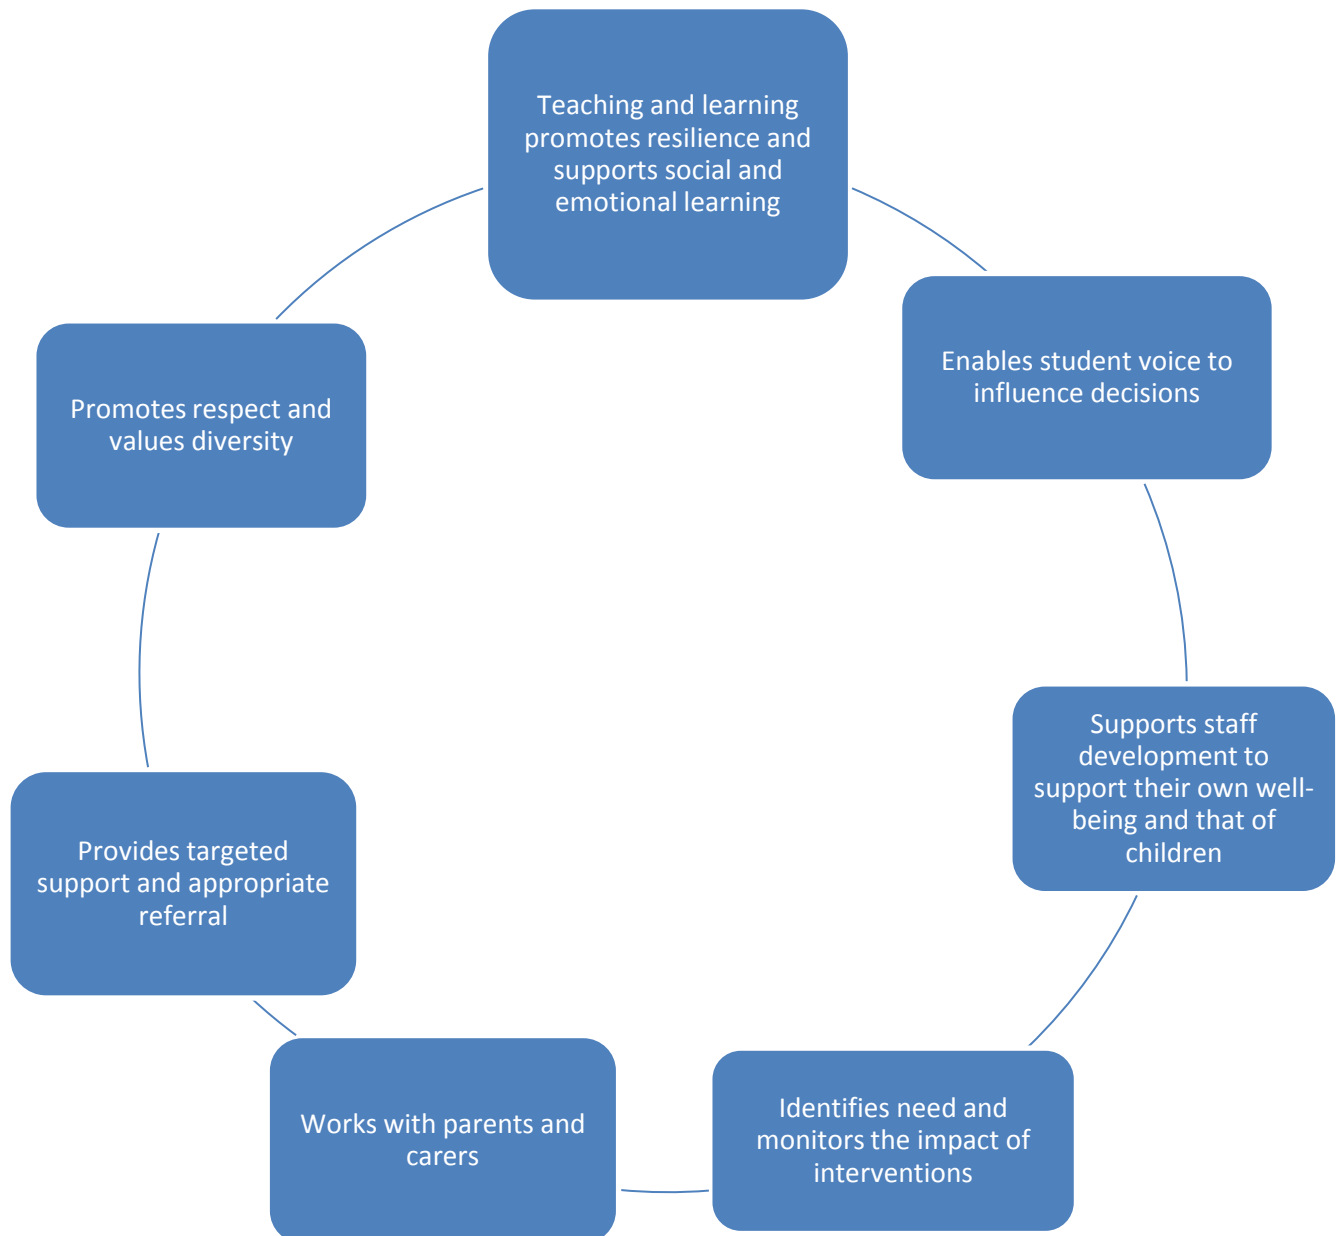 Teaching and learning
promotes resilience and
supports social and
emotional learning
Enables student voice to
influence decisions
Supports staff
development to
support their own well-
being and that of
children
Identifies need and
monitors the impact of
interventions
Works with parents and
carers
Provides targeted
support and appropriate
referral
Promotes respect and
values diversity